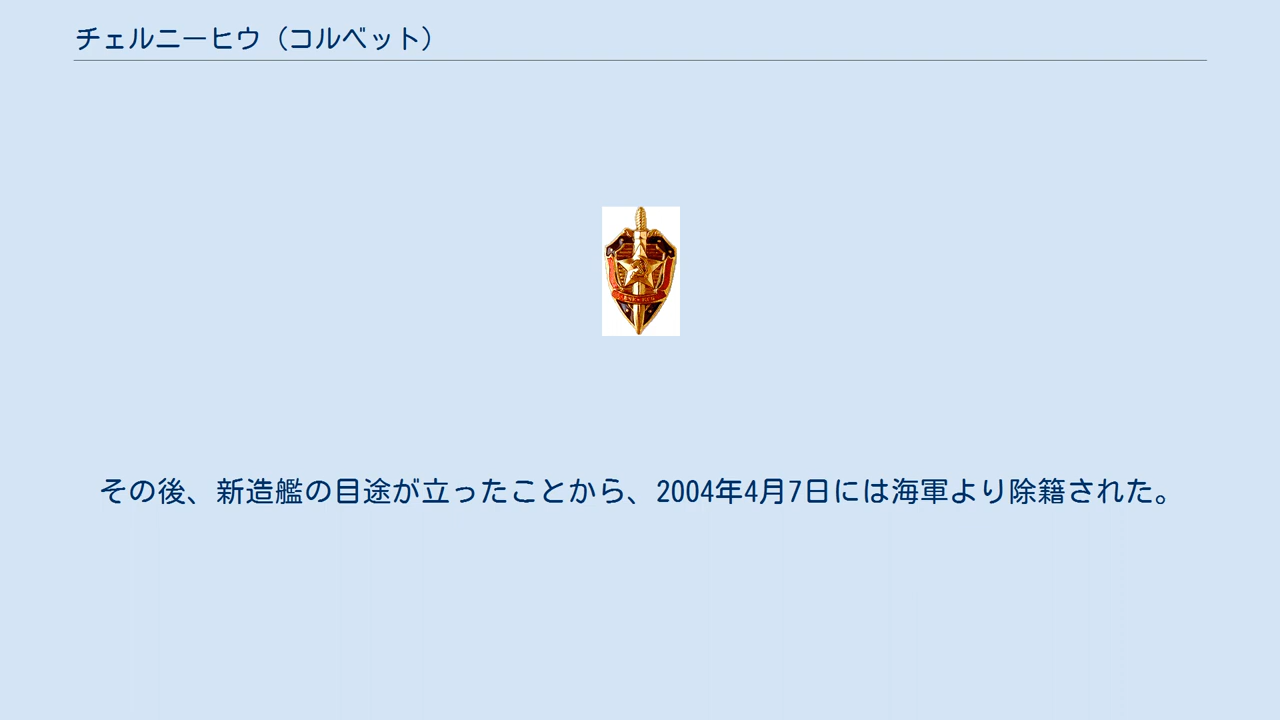 チェルニーヒウ（コルベット）
その後、新造艦の目途が立ったことから、2004年4月7日には海軍より除籍された。